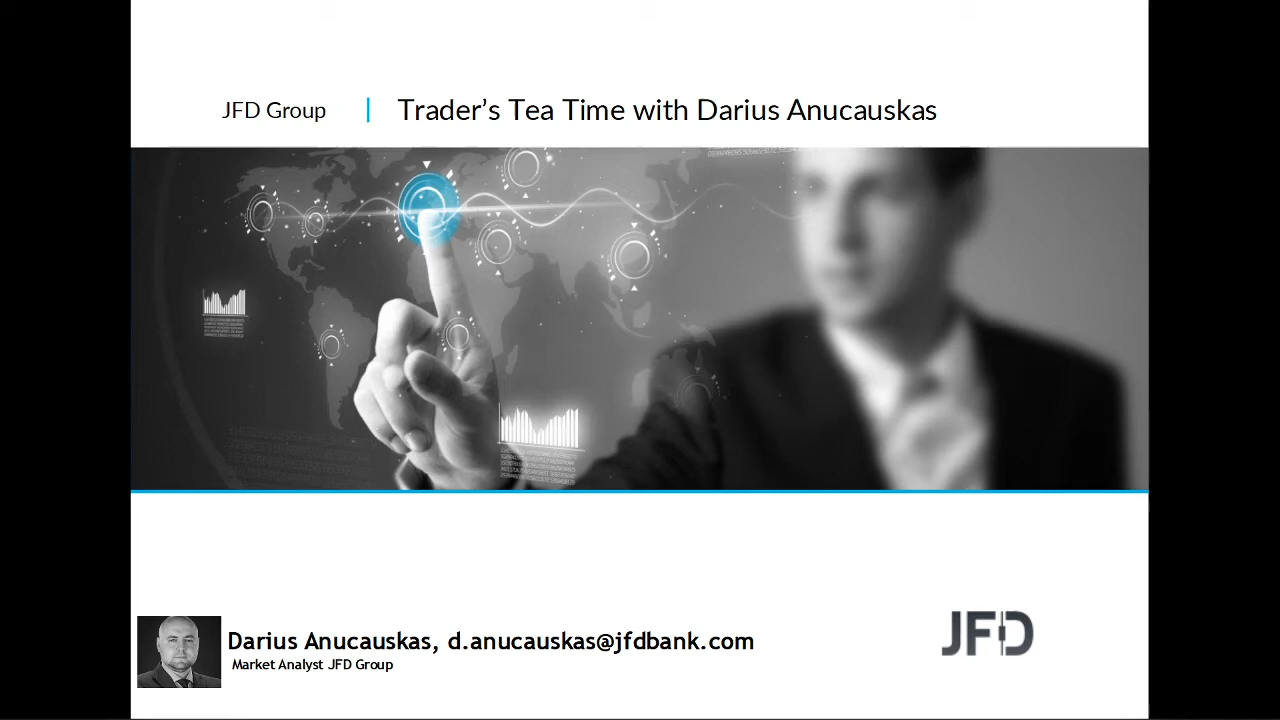 JFD Group | Trader’s Tea Time with Darius Anucauskas
Darius Anucauskas, d.anucauskas@jfdbank.com
Market Analyst JFD Group
JFD